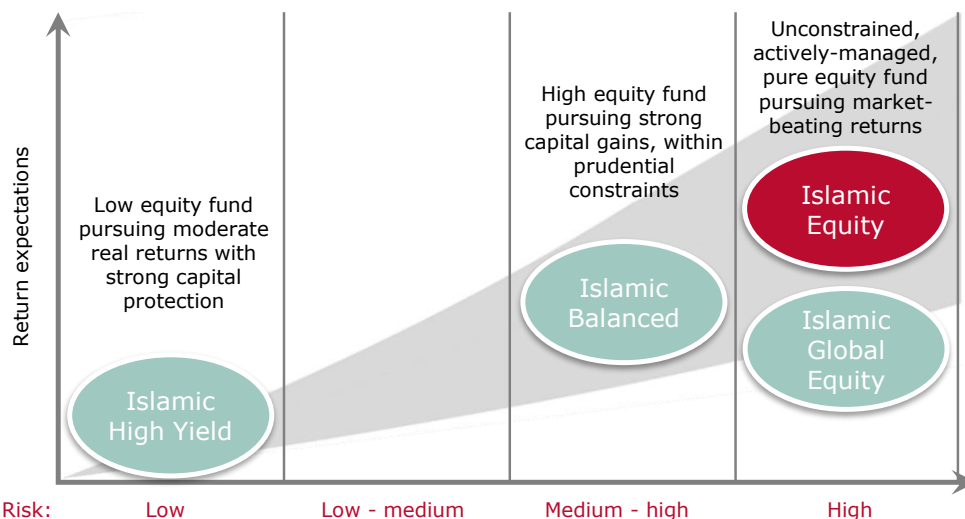 Unconstrained,
actively-managed,
pure equity fund
pursuing market-
beating returns
High equity fund
pursuing strong
capital gains, within
prudential
constraints
Low equity fund
pursuing moderate
real returns with
strong capital
protection
Return expectations
Islamic
Equity
Islamic
Balanced
Islamic
Global
Equity
Islamic
High Yield
Risk:
Low
Low - medium
Medium - high
High